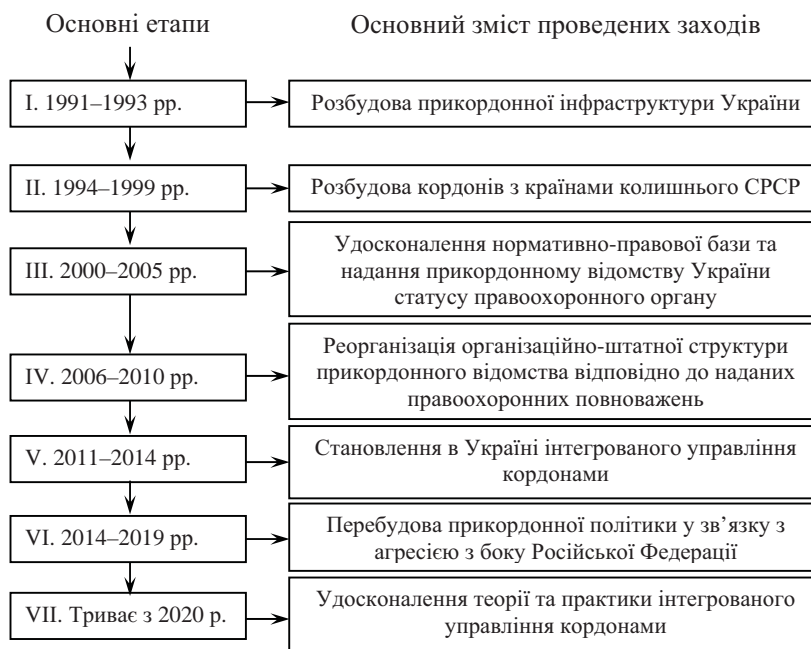 Основні етапи
Основний зміст проведених заходів
I. 1991–1993 рр.
Розбудова прикордонної інфраструктури України
II. 1994–1999 рр.
Розбудова кордонів з країнами колишнього СРСР
III. 2000–2005 рр.
Удосконалення нормативно-правової бази та
надання прикордонному відомству України
статусу правоохоронного органу
IV. 2006–2010 рр.
Реорганізація організаційно-штатної структури
прикордонного відомства відповідно до наданих
правоохоронних повноважень
V. 2011–2014 рр.
Становлення в Україні інтегрованого управління
кордонами
VI. 2014–2019 рр.
Перебудова прикордонної політики у зв’язку з
агресією з боку Російської Федерації
VII. Триває з 2020 р.
Удосконалення теорії та практики інтегрованого
управління кордонами